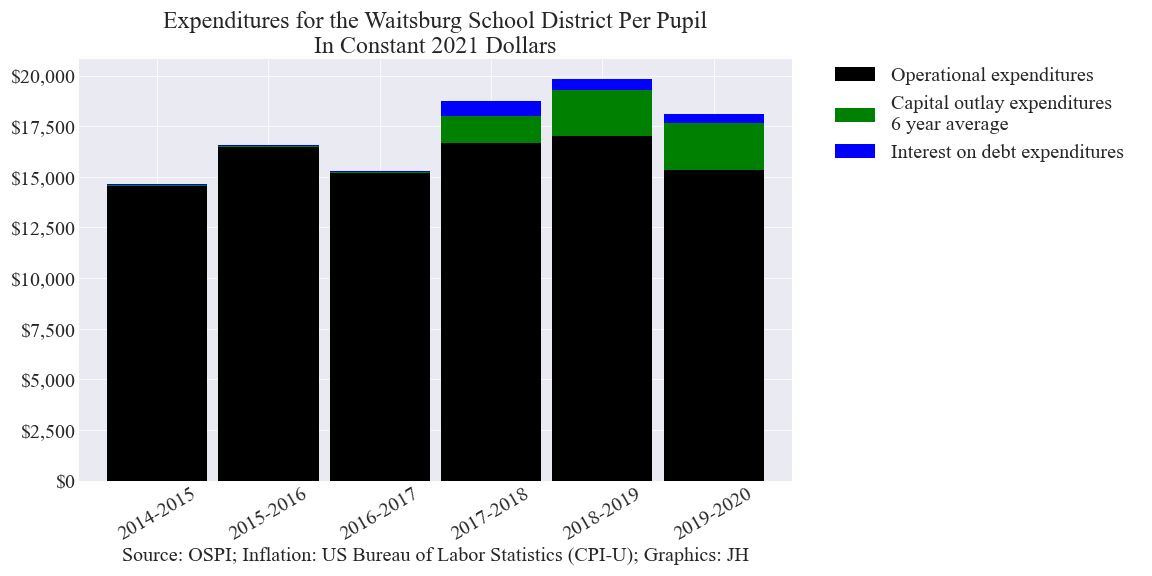 Expenditures for the Waitsburg School District Per Pupil
In Constant 2021 Dollars
$20,000
$17,500
$15,000
$12,500
$10,000
$7,500
$5,000
$2,500
$0
2014-2015
2015-2016
2016-2017
2017-2018
2018-2019
2019-2020
Source: OSPI; Inflation: US Bureau of Labor Statistics (CPI-U); Graphics: JH
Operational expenditures
Capital outlay expenditures
6 year average
Interest on debt expenditures